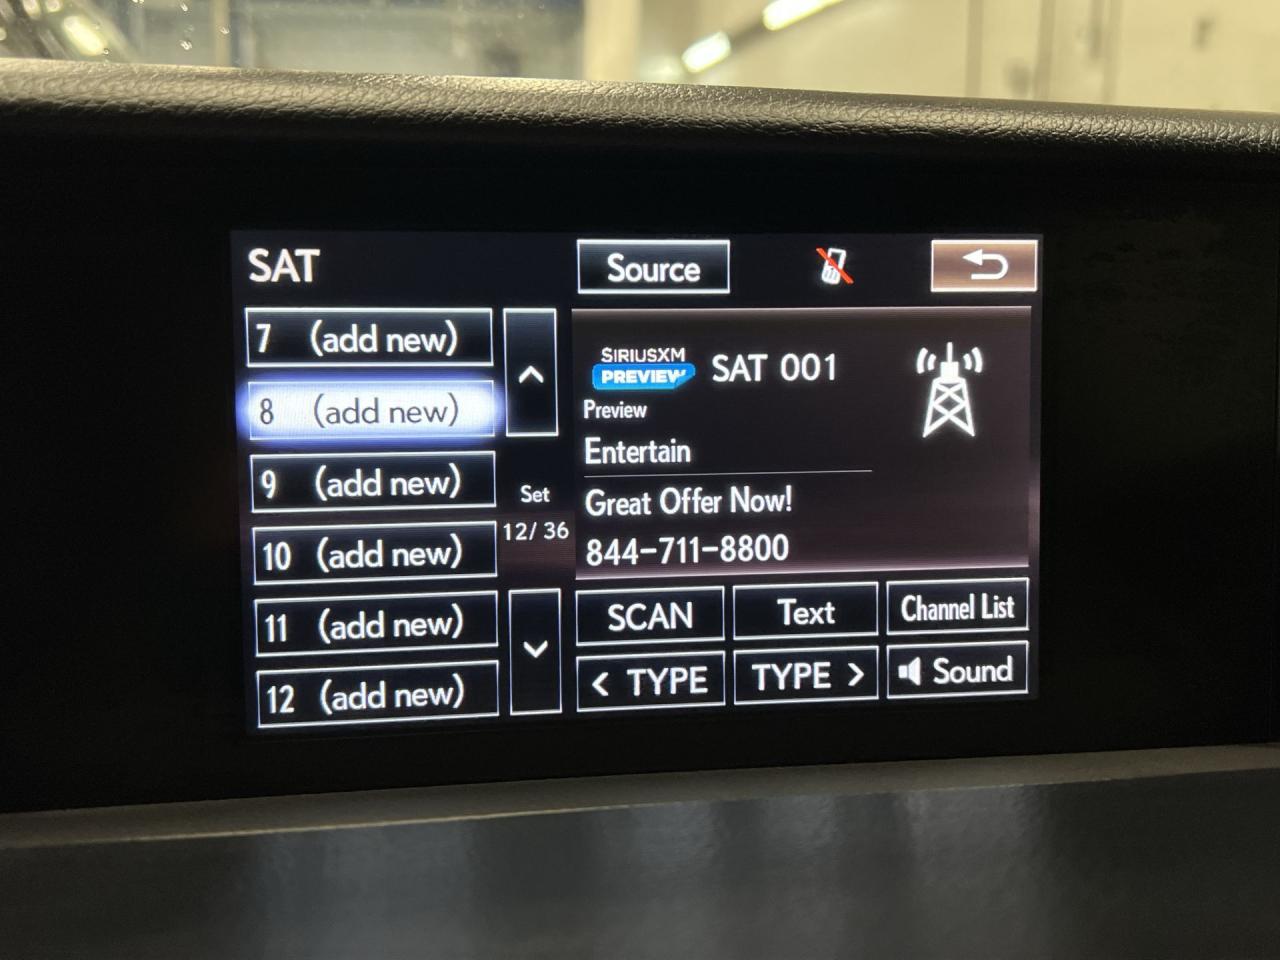 SAT
Source
7 (add new)
8 (add new)
9 (add new)
10 (add new)
11 (add new)
12 (add new)
Set
12/ 36
SIRIUSXM
PREVIEW
SAT 001
Preview
Entertain
Great Offer Now!
844-711-8800
SCAN
Text
Channel List
< TYPE
TYPE >
Sound